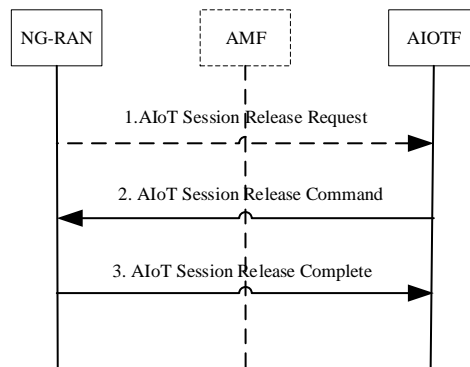 NG-RAN
AMF
AIOTF
1.AIoT Session Release Request
2. AIoT Session Release Command
3. AIoT Session Release Complete